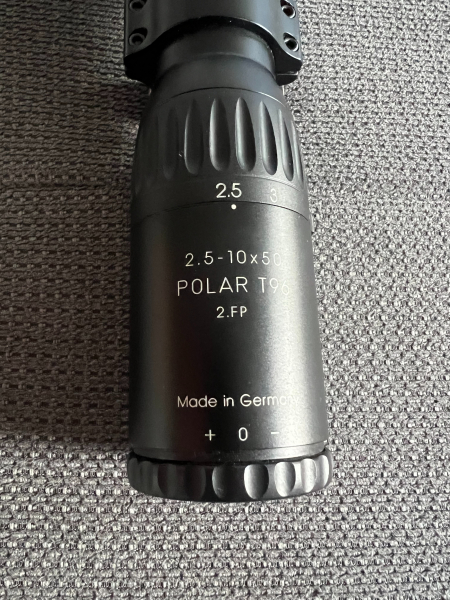 2.5 3
2.5-10x50
POLAR T96
2.FP
Made in Germany
+ 0 -